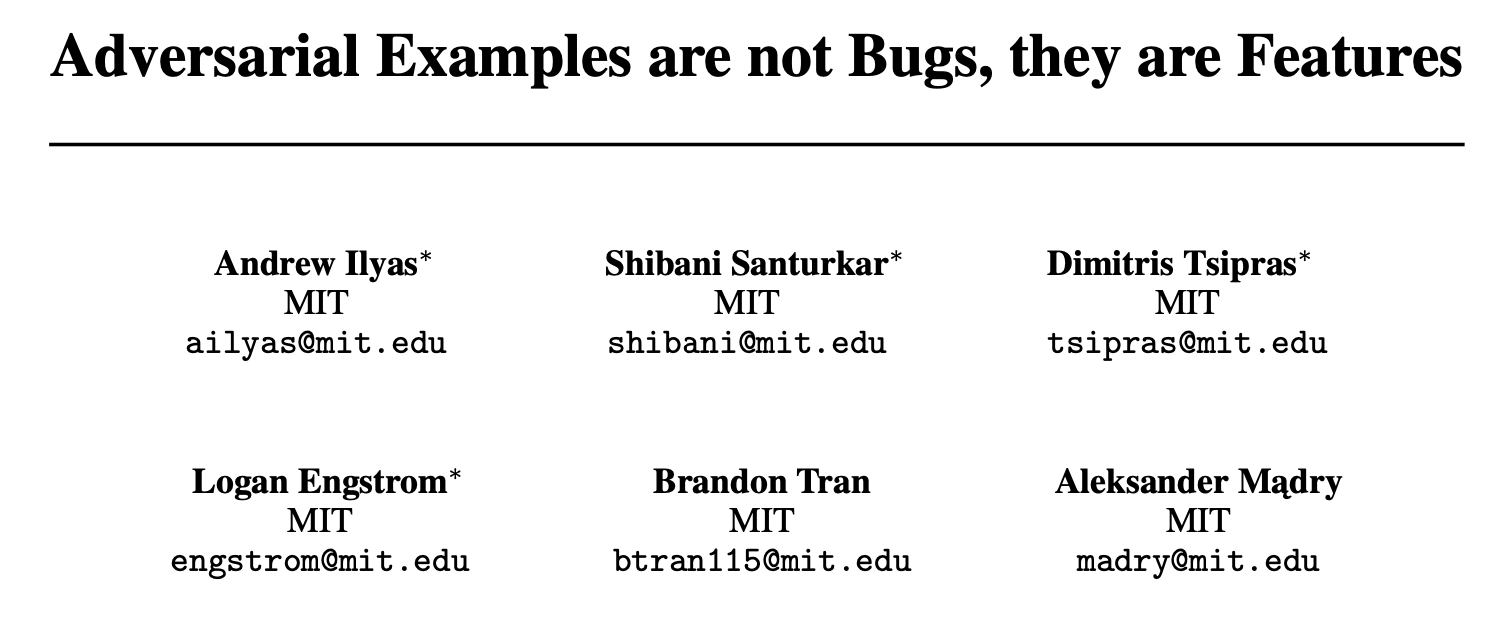 Adversarial Examples are not Bugs, they are Features
Andrew Ilyas* Shibani Santurkar* Dimitris Tsipras*
MIT MIT MIT
ailyas@mit.edu shibani@mit.edu tsipras@mit.edu
Logan Engstrom* Brandon Tran Aleksander Mądry
MIT MIT MIT
engstrom@mit.edu btran115@mit.edu madry@mit.edu